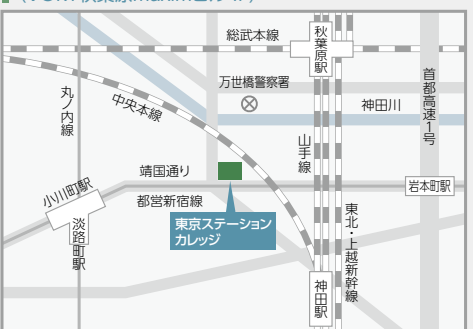 総武本線
秋葉原駅
万世橋警察署
首都高速1号
丸ノ内線
中央本線
神田川
山手線
靖国通り
小川町駅
岩本町駅
都営新宿線
東京ステーション
カレッジ
淡路町駅
東北・上越新幹線
神田駅